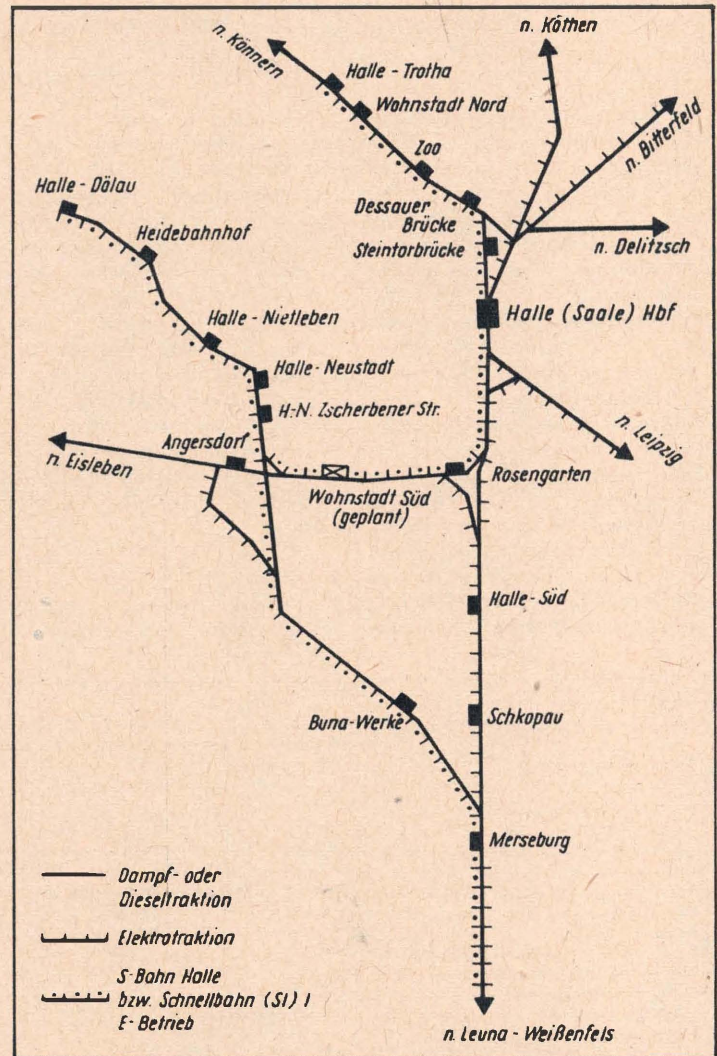 n. Könnern
n. Köthen
Halle - Trotha
Wohnstadt Nord
Zoo
n. Bitterfeld
Halle - Dölau
Dessauer
Brücke
Heidebahnhof
Steintorbrücke
n. Delitzsch
Halle - Nietleben
Halle (Saale) Hbf
Halle - Neustadt
H.-N. Zscherbener Str.
n. Leipzig
Angersdorf
n. Eisleben
Wohnstadt Süd
(geplant)
Rosengarten
Halle - Süd
Buna-Werke
Schkopau
Merseburg
Dampf- oder
Dieseltraktion
Elektrotraktion
S-Bahn Halle
bzw. Schnellbahn (Sl) I
E-Betrieb
n. Leuna - Weißenfels